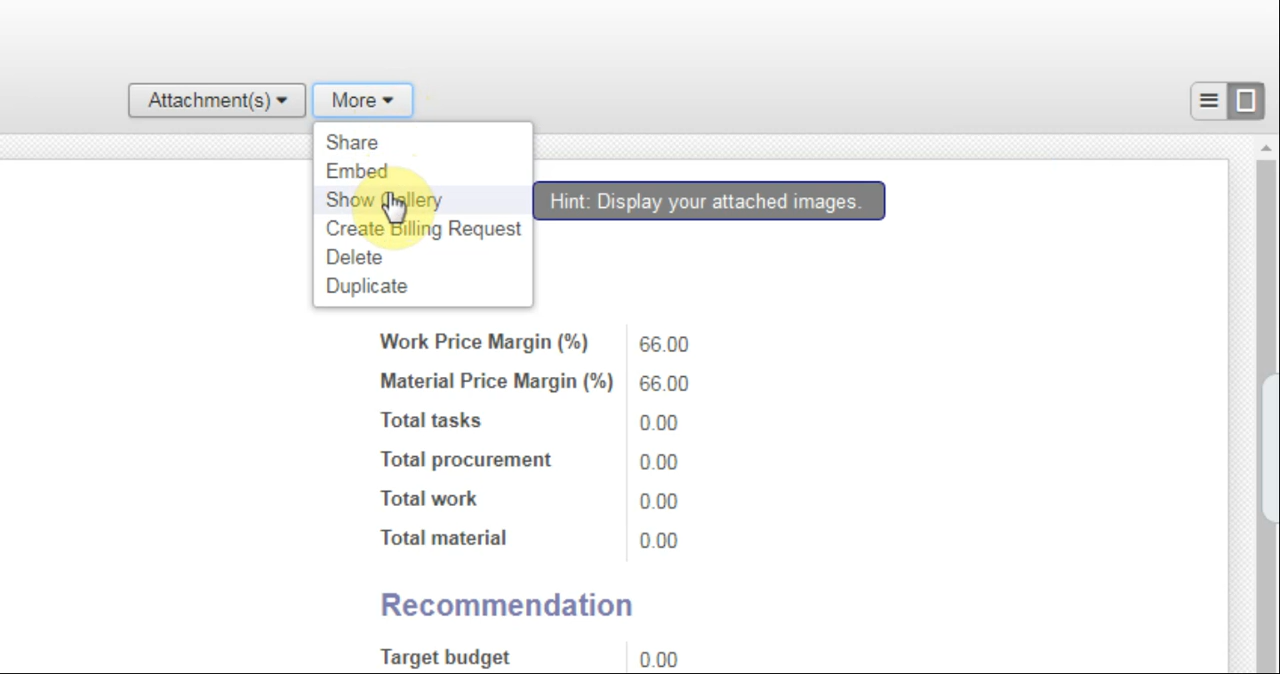 Attachment(s) More
Share
Embed
Show Gallery
Hint: Display your attached images.
Create Billing Request
Delete
Duplicate
Work Price Margin (%) 66.00
Material Price Margin (%) 66.00
Total tasks 0.00
Total procurement 0.00
Total work 0.00
Total material 0.00
Recommendation
Target budget 0.00